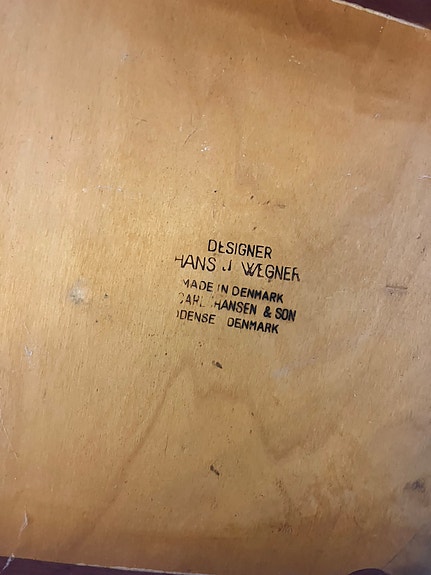 DESIGNER
HANS J WEGNER
MADE IN DENMARK
CARL HANSEN & SON
ODENSE DENMARK